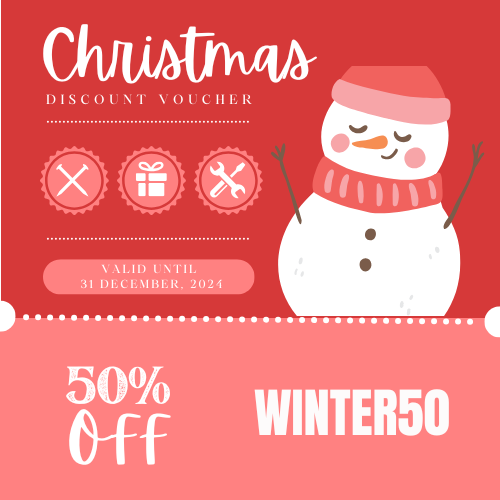 Christmas
DISCOUNT VOUCHER
VALID UNTIL
31 DECEMBER, 2024
50%
OFF
WINTER50